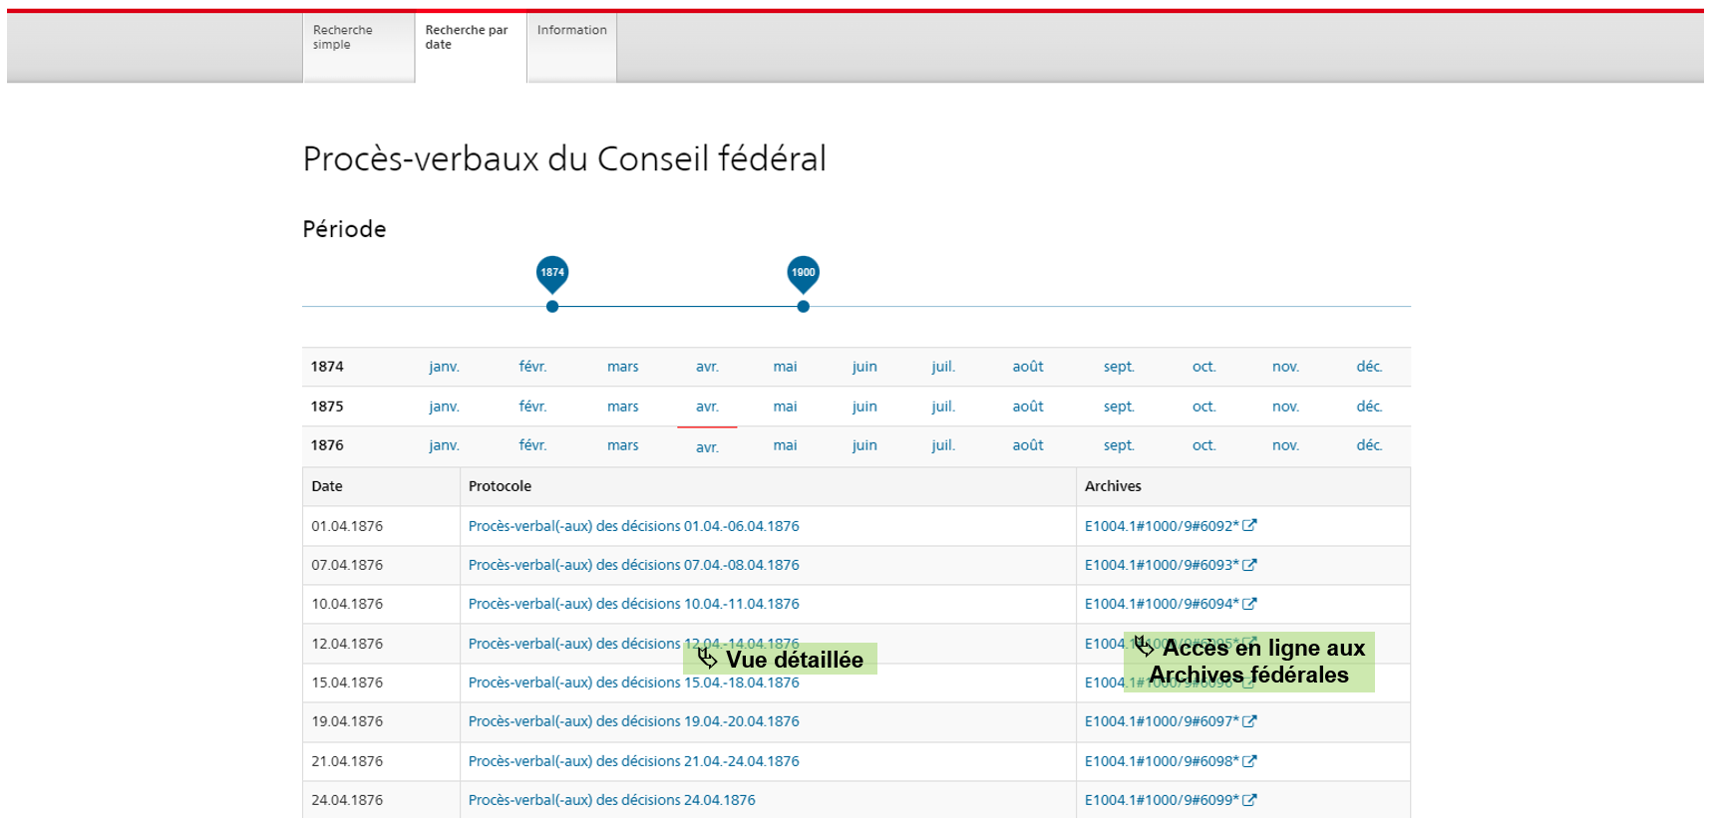 Recherche simple
Recherche par date
Information
Procès-verbaux du Conseil fédéral
Période
1874 1900
1874 janv. févr. mars avr. mai juin juil. août sept. oct. nov. déc.
1875 janv. févr. mars avr. mai juin juil. août sept. oct. nov. déc.
1876 janv. févr. mars avr. mai juin juil. août sept. oct. nov. déc.
Date Protocole Archives
01.04.1876 Procès-verbal(-aux) des décisions 01.04.-06.04.1876 E1004.1#1000/9#6092*
07.04.1876 Procès-verbal(-aux) des décisions 07.04.-08.04.1876 E1004.1#1000/9#6093*
10.04.1876 Procès-verbal(-aux) des décisions 10.04.-11.04.1876 E1004.1#1000/9#6094*
12.04.1876 Procès-verbal(-aux) des décisions 12.04.-14.04.1876 E1004.1#1000/9#6095*
Vue détaillée
Accès en ligne aux
Archives fédérales
15.04.1876 Procès-verbal(-aux) des décisions 15.04.-18.04.1876 E1004.1#1000/9#6096*
19.04.1876 Procès-verbal(-aux) des décisions 19.04.-20.04.1876 E1004.1#1000/9#6097*
21.04.1876 Procès-verbal(-aux) des décisions 21.04.-24.04.1876 E1004.1#1000/9#6098*
24.04.1876 Procès-verbal(-aux) des décisions 24.04.1876 E1004.1#1000/9#6099*